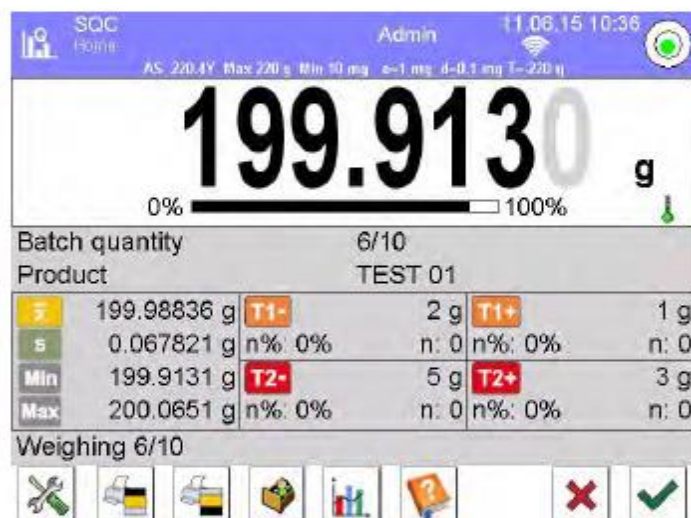 SQC
Admin
11.06.15 10:36
Home
AS 220.4Y Max 220 g Min 10 mg e=1 mg d=0.1 mg T=-220 g
199.9130 g
0% 100%
Batch quantity 6/10
Product TEST 01
x 199.98836 g T1- 2 g T1+ 1 g
s 0.067821 g n%: 0% n: 0 n%: 0% n: 0
Min 199.9131 g T2- 5 g T2+ 3 g
Max 200.0651 g n%: 0% n: 0 n%: 0% n: 0
Weighing 6/10
?